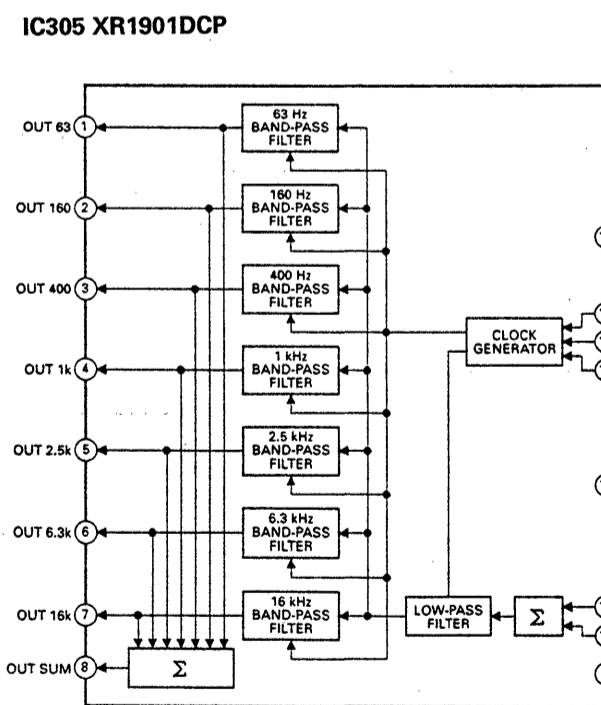 IC305 XR1901DCP
OUT 63 1
63 Hz
BAND-PASS
FILTER
OUT 160 2
160 Hz
BAND-PASS
FILTER
OUT 400 3
400 Hz
BAND-PASS
FILTER
CLOCK
GENERATOR
OUT 1k 4
1 kHz
BAND-PASS
FILTER
OUT 2.5k 5
2.5 kHz
BAND-PASS
FILTER
OUT 6.3k 6
6.3 kHz
BAND-PASS
FILTER
OUT 16k 7
16 kHz
BAND-PASS
FILTER
LOW-PASS
FILTER
Σ
OUT SUM 8
Σ